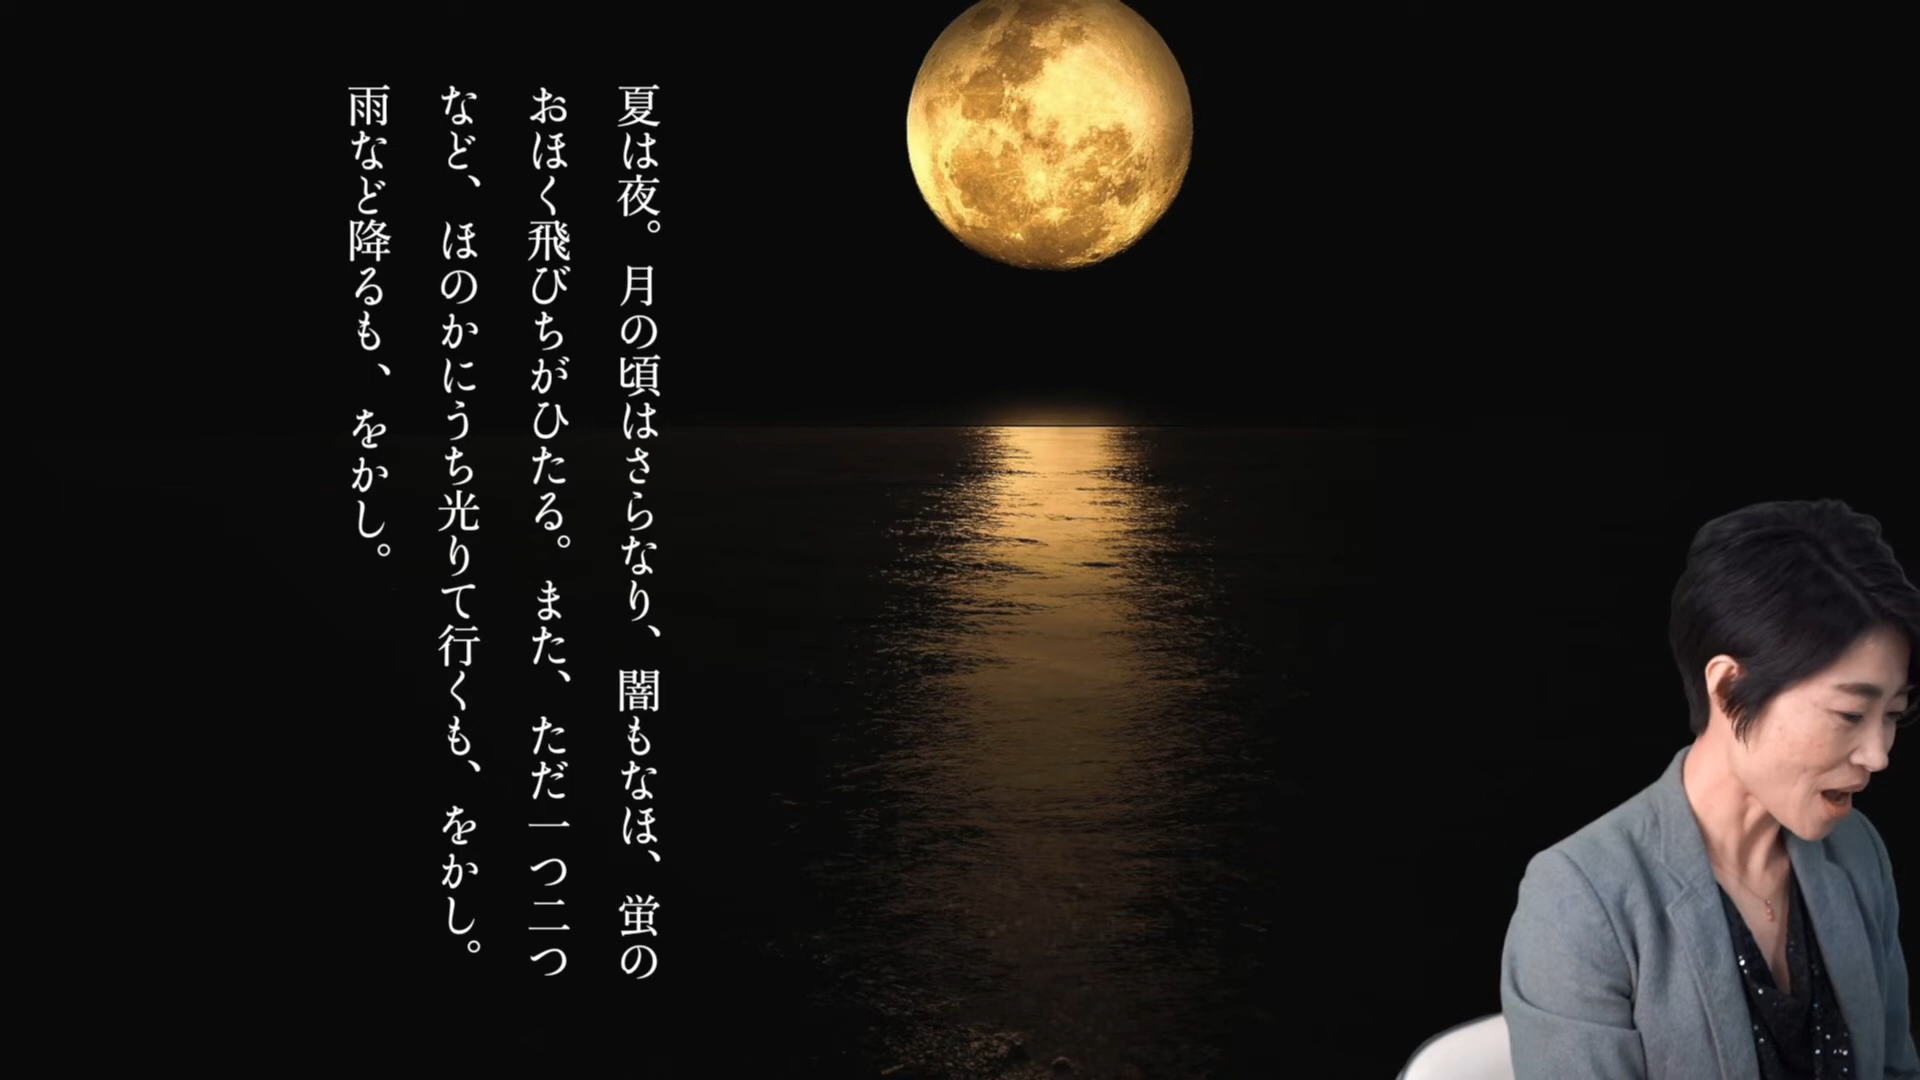 夏は夜。月の頃はさらなり、闇もなほ、蛍の
おほく飛びちがひたる。また、ただ一つ二つ
など、ほのかにうち光りて行くも、をかし。
雨など降るも、をかし。